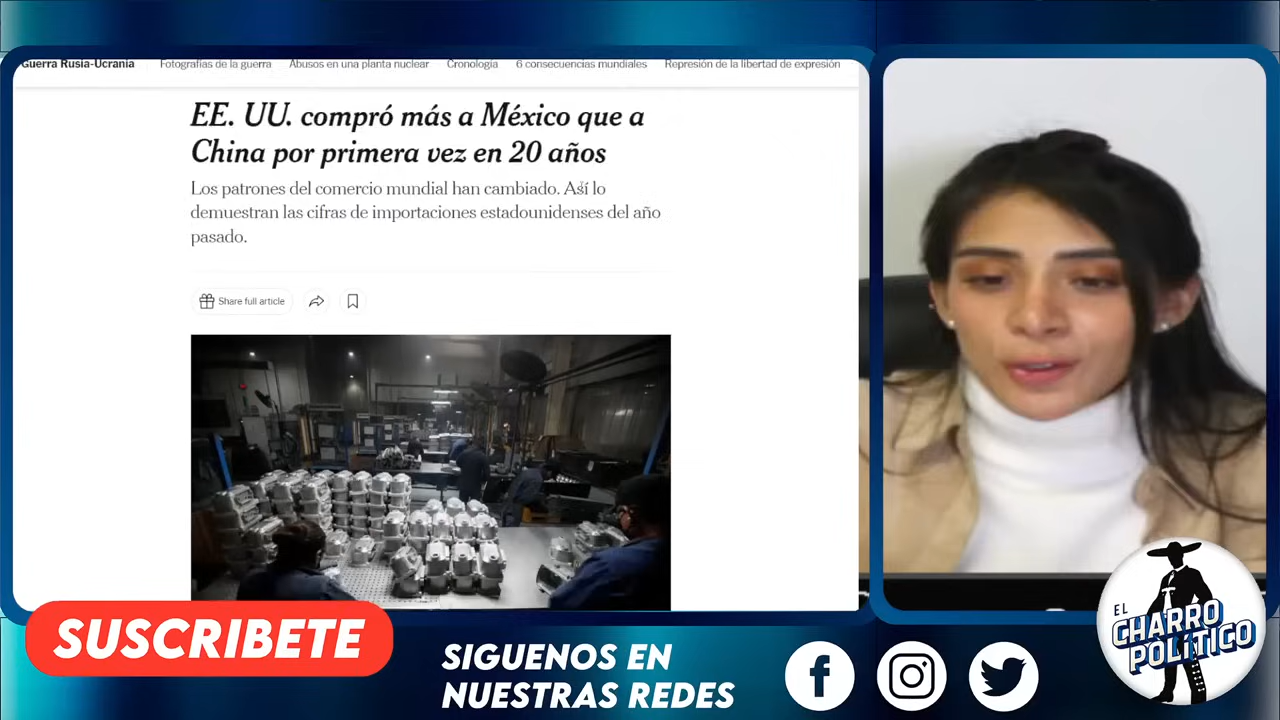 Guerra Rusia-Ucrania Fotografías de la guerra Abusos en una planta nuclear Cronología 6 consecuencias mundiales Represión de la libertad de expresión
EE. UU. compró más a México que a
China por primera vez en 20 años
Los patrones del comercio mundial han cambiado. Así lo
demuestran las cifras de importaciones estadounidenses del año
pasado.
Share full article
SUSCRIBETE
SIGUENOS EN
NUESTRAS REDES
EL
CHARRO
POLÍTICO